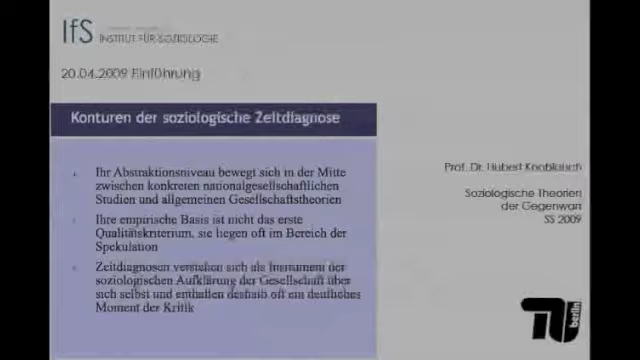 IfS INSTITUT FÜR SOZIOLOGIE
20.04.2009 Einführung
Konturen der soziologische Zeitdiagnose
Ihr Abstraktionsniveau bewegt sich in der Mitte
zwischen konkreten nationalgesellschaftlichen
Studien und allgemeinen Gesellschaftstheorien
Ihre empirische Basis ist nicht das erste
Qualitätskriterium, sie liegen oft im Bereich der
Spekulation
Zeitdiagnosen verstehen sich als Instrument der
soziologischen Aufklärung der Gesellschaft über
sich selbst und enthalten deshalb oft ein deutliches
Moment der Kritik
Prof. Dr. Hubert Knoblauch
Soziologische Theorien
der Gegenwart
SS 2009
TU berlin